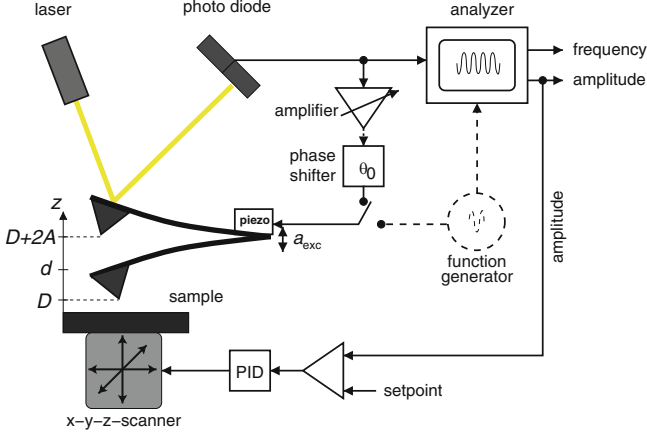 laser
photo diode
analyzer
frequency
amplitude
amplifier
phase
shifter
θ0
z
piezo
D+2A
aexc
d
function
generator
amplitude
D
sample
PID
setpoint
x−y−z−scanner